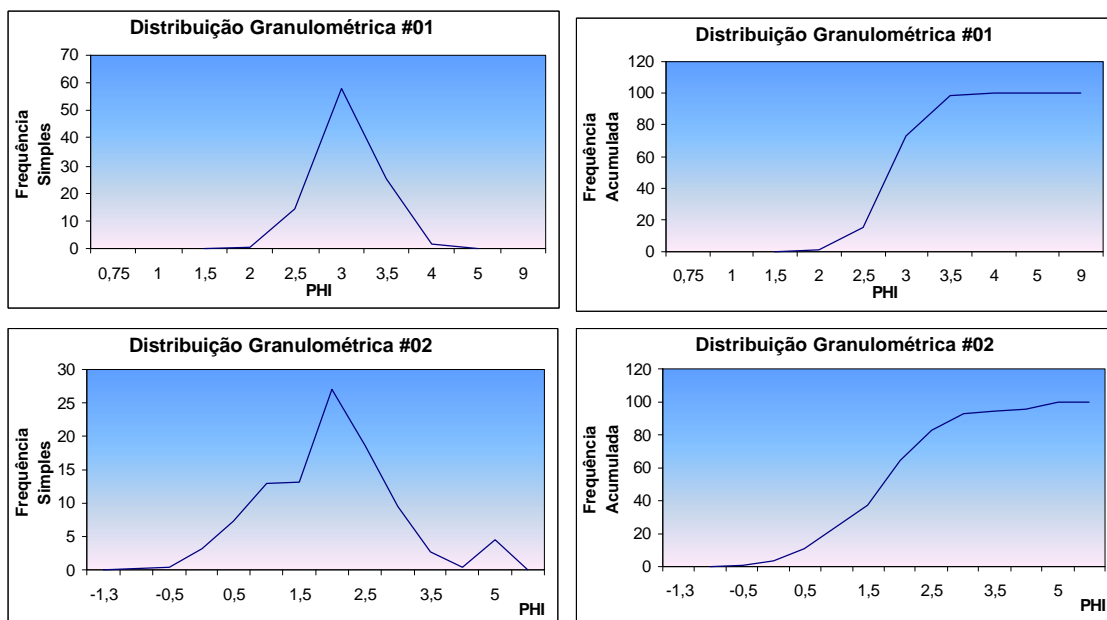 Distribuição Granulométrica #01
70
60
50
40
30
20
10
0
Frequência
Simples
0,75 1 1,5 2 2,5 3 3,5 4 5 9
PHI
Distribuição Granulométrica #01
120
100
80
60
40
20
0
Frequência
Acumulada
0,75 1 1,5 2 2,5 3 3,5 4 5 9
PHI
Distribuição Granulométrica #02
30
25
20
15
10
5
0
Frequência
Simples
-1,3 -0,5 0,5 1,5 2,5 3,5 5
PHI
Distribuição Granulométrica #02
120
100
80
60
40
20
0
Frequência
Acumulada
-1,3 -0,5 0,5 1,5 2,5 3,5 5
PHI